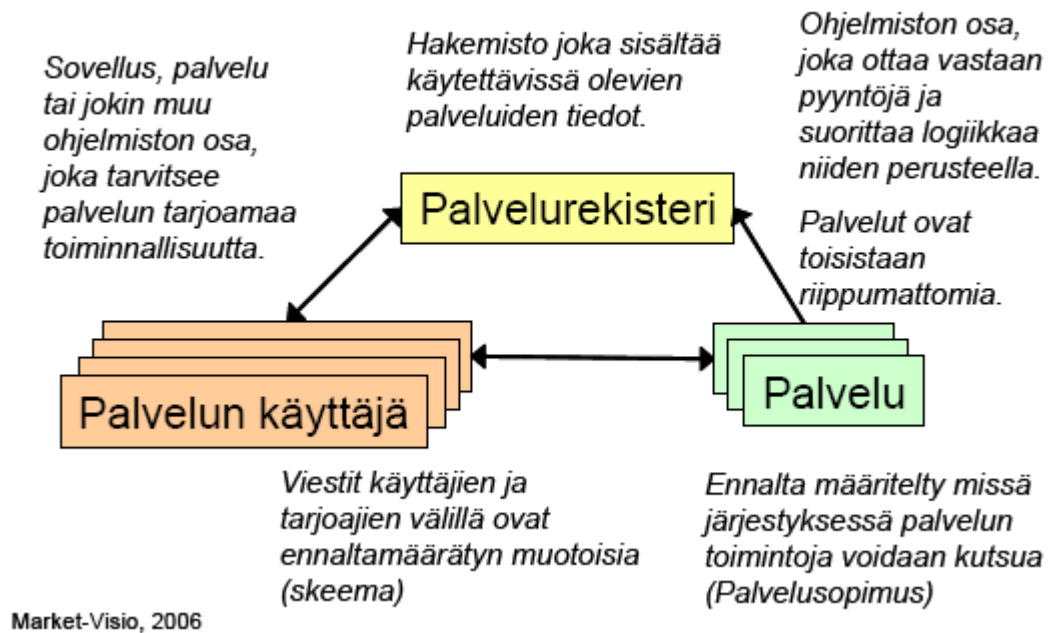 Sovellus, palvelu
tai jokin muu
ohjelmiston osa,
joka tarvitsee
palvelun tarjoamaa
toiminnallisuutta.
Hakemisto joka sisältää
käytettävissä olevien
palveluiden tiedot.
Ohjelmiston osa,
joka ottaa vastaan
pyyntöjä ja
suorittaa logiikkaa
niiden perusteella.
Palvelut ovat
toisistaan
riippumattomia.
Palvelurekisteri
Palvelun käyttäjä
Palvelu
Viestit käyttäjien ja
tarjoajien välillä ovat
ennaltamäärätyn muotoisia
(skeema)
Ennalta määritelty missä
järjestyksessä palvelun
toimintoja voidaan kutsua
(Palvelusopimus)
Market-Visio, 2006